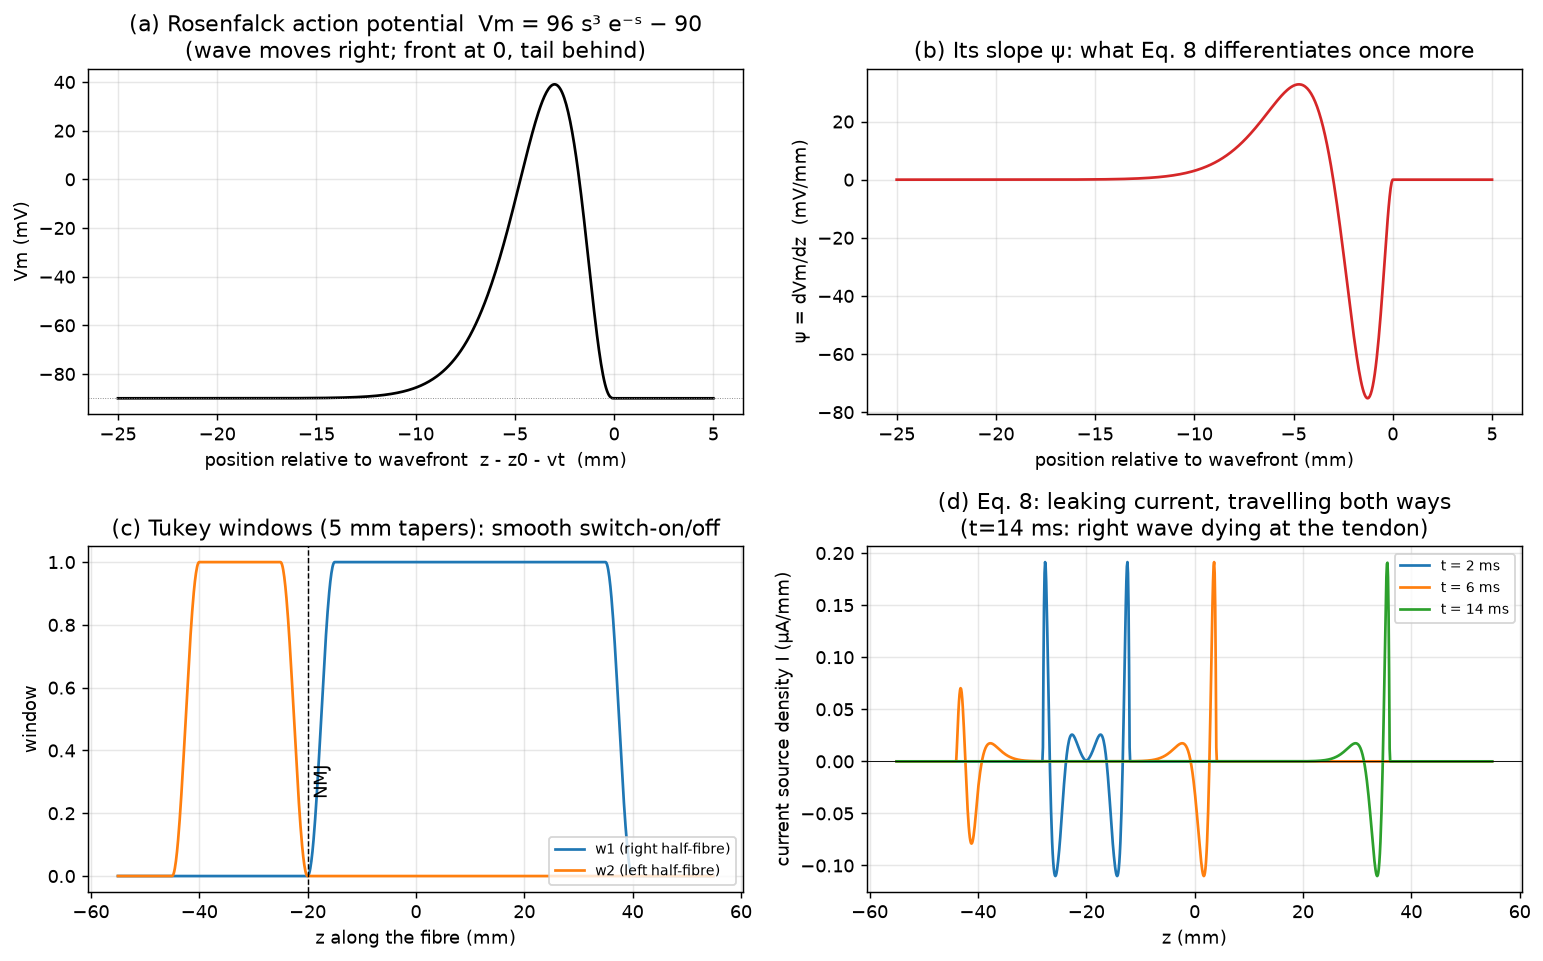 (a) Rosenfalck action potential  Vm = 96 s³ e⁻ˢ − 90
(wave moves right; front at 0, tail behind)
40
20
0
−20
−40
−60
−80
Vm (mV)
−25
−20
−15
−10
−5
0
5
position relative to wavefront  z - z0 - vt  (mm)
(b) Its slope ψ: what Eq. 8 differentiates once more
20
0
−20
−40
−60
−80
ψ = dVm/dz  (mV/mm)
−25
−20
−15
−10
−5
0
5
position relative to wavefront (mm)
(c) Tukey windows (5 mm tapers): smooth switch-on/off
1.0
0.8
0.6
0.4
0.2
0.0
window
NMJ
w1 (right half-fibre)
w2 (left half-fibre)
−60
−40
−20
0
20
40
60
z along the fibre (mm)
(d) Eq. 8: leaking current, travelling both ways
(t=14 ms: right wave dying at the tendon)
0.20
0.15
0.10
0.05
0.00
−0.05
−0.10
current source density I (μA/mm)
t = 2 ms
t = 6 ms
t = 14 ms
−60
−40
−20
0
20
40
60
z (mm)